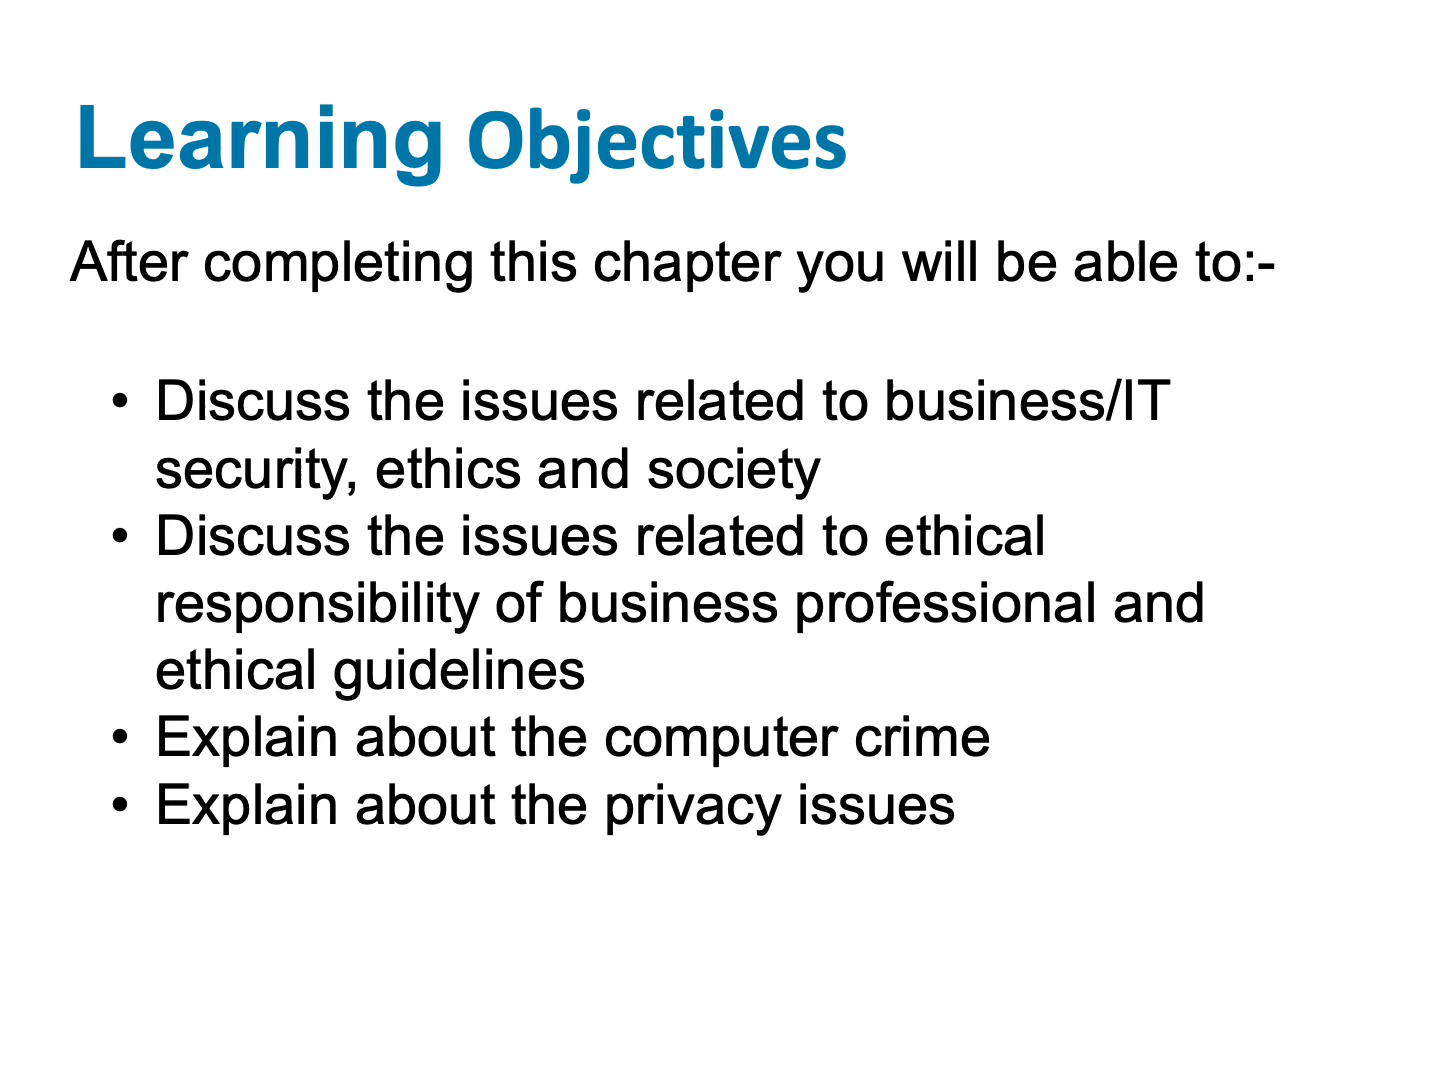 Learning Objectives
After completing this chapter you will be able to:-
• Discuss the issues related to business/IT
security, ethics and society
• Discuss the issues related to ethical
responsibility of business professional and
ethical guidelines
• Explain about the computer crime
• Explain about the privacy issues